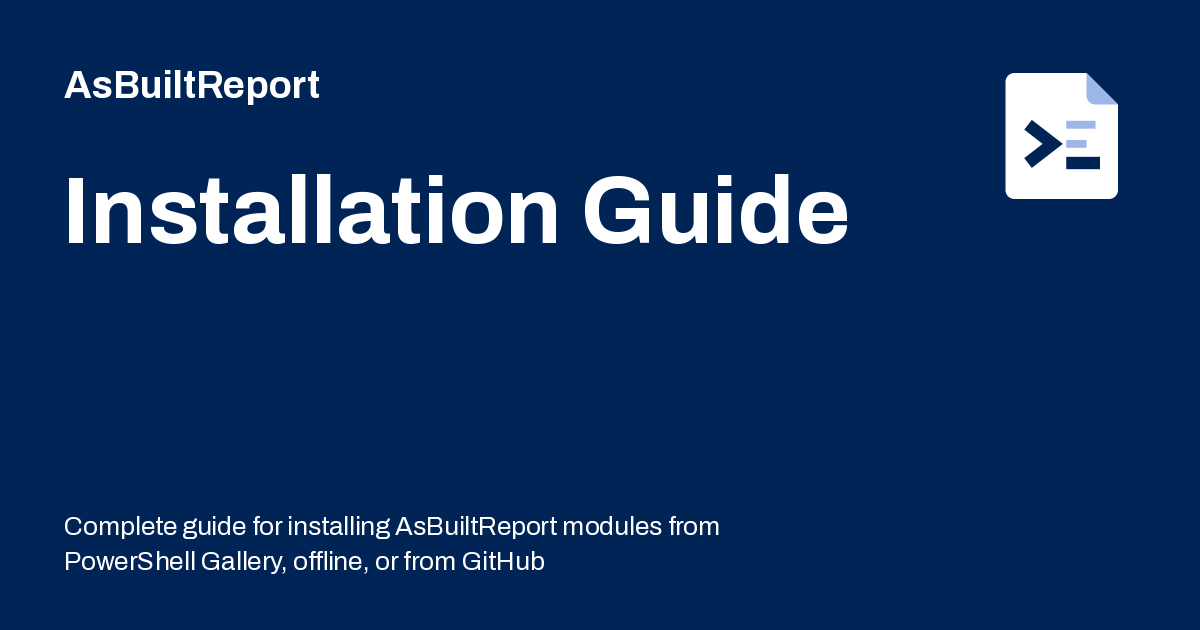 AsBuiltReport
Installation Guide
Complete guide for installing AsBuiltReport modules from
PowerShell Gallery, offline, or from GitHub